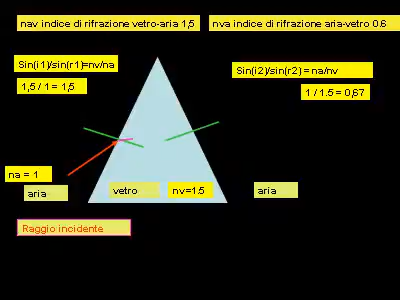 nav indice di rifrazione vetro-aria 1,5
nva indice di rifrazione aria-vetro 0.6
Sin(i1)/sin(r1)=nv/na
Sin(i2)/sin(r2) = na/nv
1,5 / 1 = 1,5
1 / 1.5 = 0,67
na = 1
aria
vetro
nv=1.5
aria
Raggio incidente